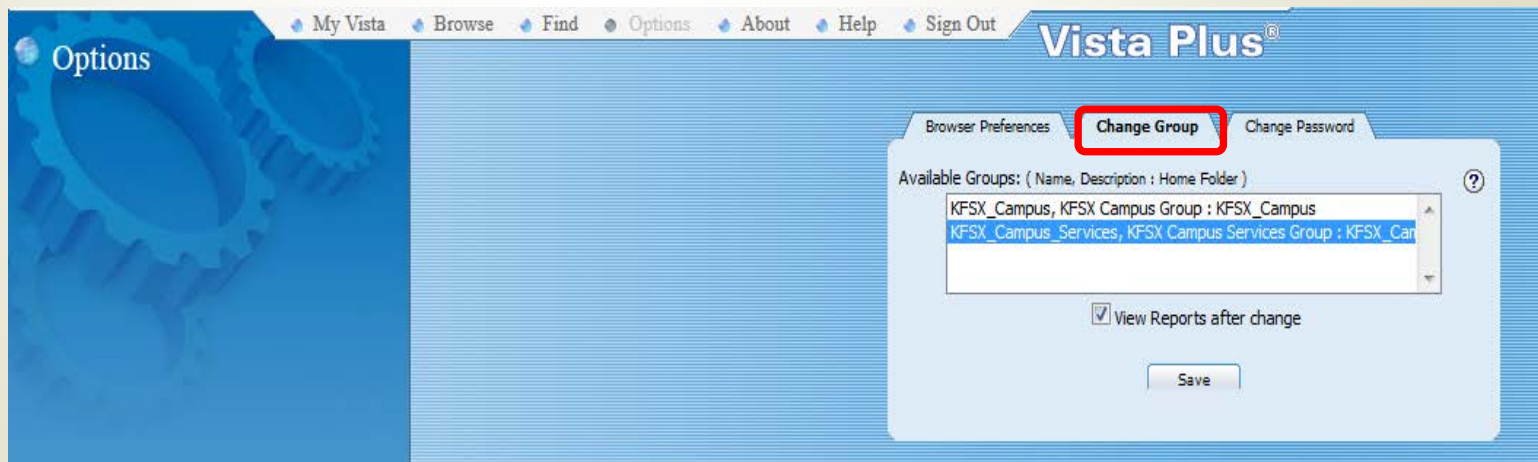 My Vista Browse Find Options About Help Sign Out
Options
Vista Plus®
Browser Preferences Change Group Change Password
Available Groups: ( Name, Description : Home Folder ) ?
KFSX_Campus, KFSX Campus Group : KFSX_Campus
KFSX_Campus_Services, KFSX Campus Services Group : KFSX_Can
View Reports after change
Save